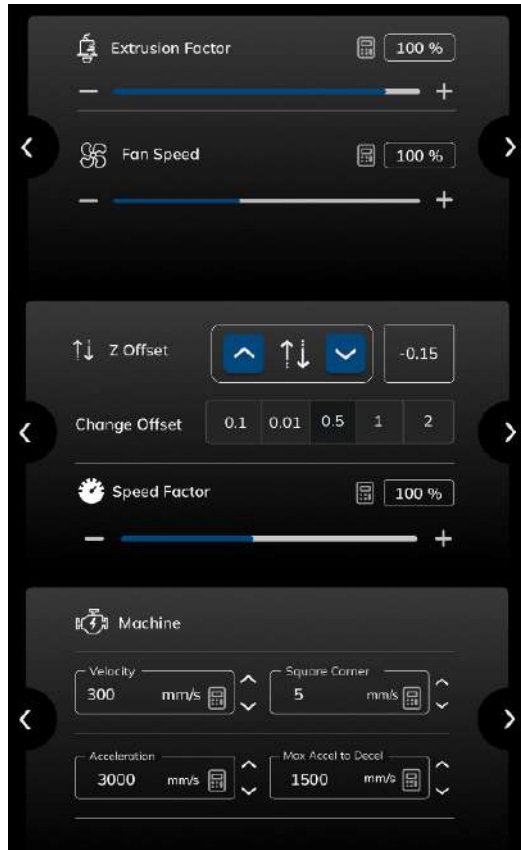 Extrusion Factor 100 %
Fan Speed 100 %
Z Offset -0.15
Change Offset 0.1 0.01 0.5 1 2
Speed Factor 100 %
Machine
Velocity Square Corner
300 mm/s 5 mm/s
Acceleration Max Accel to Decel
3000 mm/s 1500 mm/s